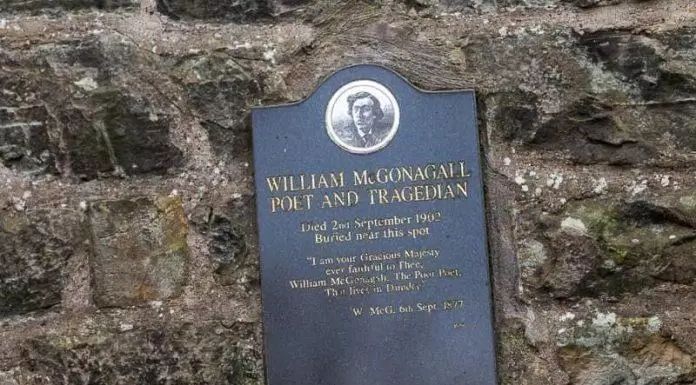 WILLIAM McGONAGALL
POET AND TRAGEDIAN
Died 2nd September 1902
Buried near this spot
"I am your Gracious Majesty
ever faithful to Thee,
William McGonagall, The Poor Poet,
That lives in Dundee"
W. McG. 6th Sept. 1877